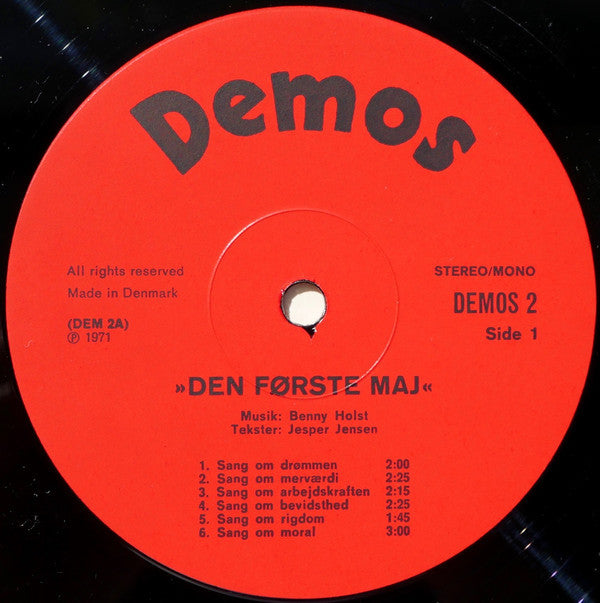 Demos
All rights reserved
Made in Denmark
(DEM 2A)
℗ 1971
STEREO/MONO
DEMOS 2
Side 1
»DEN FØRSTE MAJ«
Musik: Benny Holst
Tekster: Jesper Jensen
1. Sang om drømmen 2:00
2. Sang om merværdi 2:25
3. Sang om arbejdskraften 2:15
4. Sang om bevidsthed 2:25
5. Sang om rigdom 1:45
6. Sang om moral 3:00